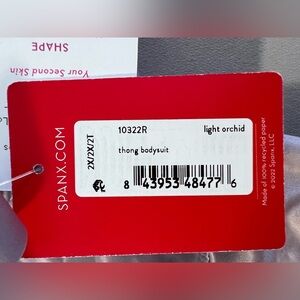 SHAPE
Your Second Skin
SPANX.COM
2X/2X/2T
10322R
light orchid
thong bodysuit
8 43953 48477 6
Made of 100% recycled paper
© 2022 Spanx, LLC